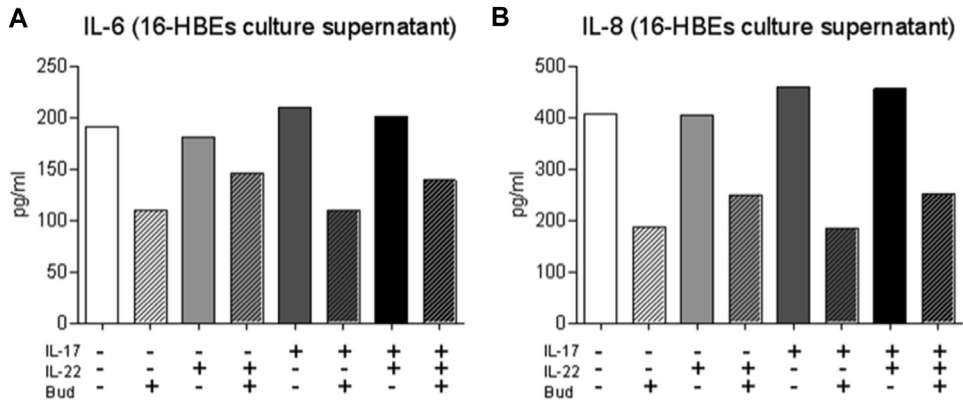 A
IL-6 (16-HBEs culture supernatant)
250
200
150
100
50
0
pg/ml
IL-17 - - - - + + + +
IL-22 - - + + - - + +
Bud - + - + - + - +
B
IL-8 (16-HBEs culture supernatant)
500
400
300
200
100
0
pg/ml
IL-17 - - - - + + + +
IL-22 - - + + - - + +
Bud - + - + - + - +